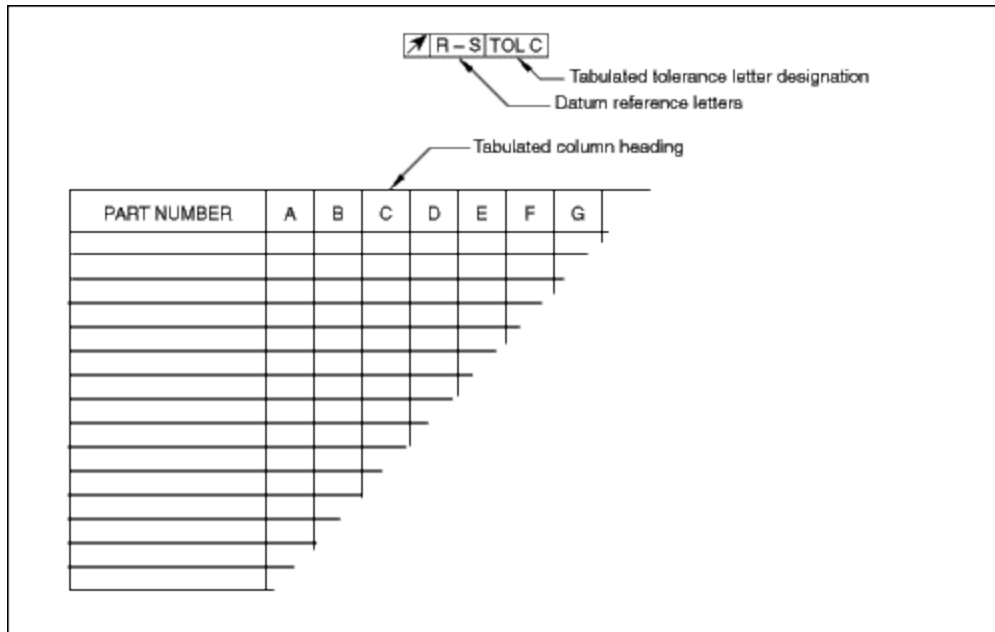 R – S TOL C
Tabulated tolerance letter designation
Datum reference letters
Tabulated column heading
PART NUMBER A B C D E F G